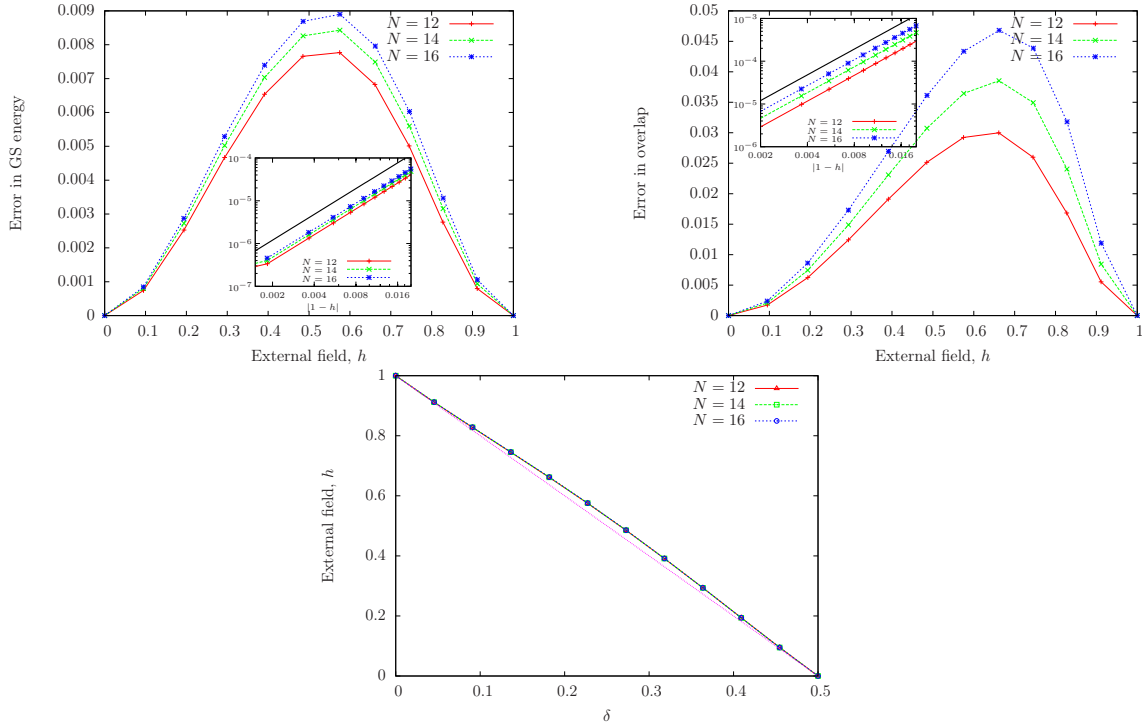 Error in GS energy
0.009
0.008
0.007
0.006
0.005
0.004
0.003
0.002
0.001
0
0 0.1 0.2 0.3 0.4 0.5 0.6 0.7 0.8 0.9 1
External field, h
N = 12
N = 14
N = 16
10⁻⁴
10⁻⁵
10⁻⁶
10⁻⁷
0.002 0.004 0.008 0.016
|1 − h|
N = 12
N = 14
N = 16
Error in overlap
0.05
0.045
0.04
0.035
0.03
0.025
0.02
0.015
0.01
0.005
0
0 0.1 0.2 0.3 0.4 0.5 0.6 0.7 0.8 0.9 1
External field, h
N = 12
N = 14
N = 16
10⁻³
10⁻⁴
10⁻⁵
10⁻⁶
0.002 0.004 0.008 0.016
|1 − h|
N = 12
N = 14
N = 16
External field, h
1
0.8
0.6
0.4
0.2
0
0 0.1 0.2 0.3 0.4 0.5
δ
N = 12
N = 14
N = 16